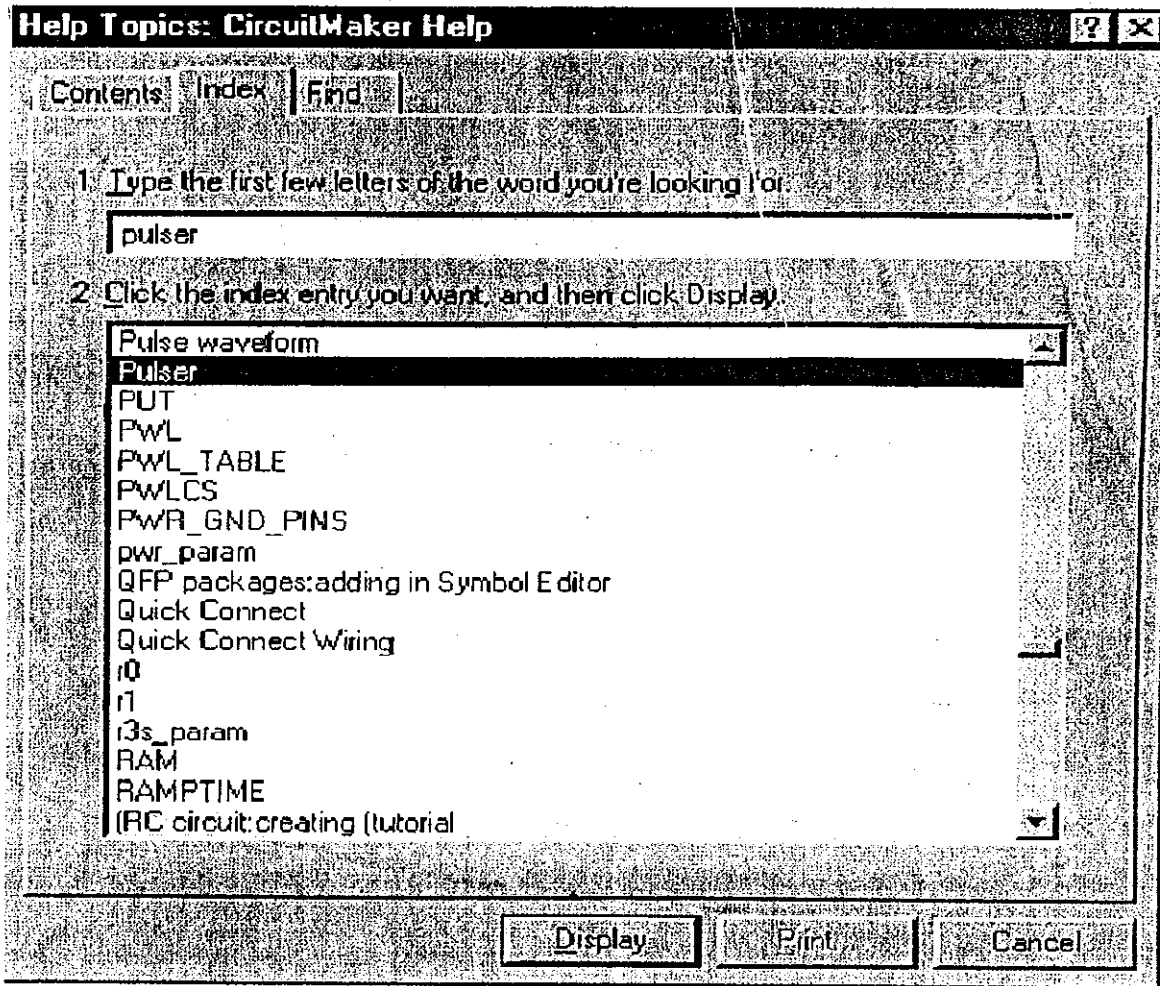 Help Topics: CircuitMaker Help
Contents Index Find
1 Type the first few letters of the word you're looking for.
pulser
2 Click the index entry you want, and then click Display.
Pulse waveform
Pulser
PUT
PWL
PWL_TABLE
PWLCS
PWR_GND_PINS
pwr_param
QFP packages:adding in Symbol Editor
Quick Connect
Quick Connect Wiring
r0
r1
r3s_param
RAM
RAMPTIME
(RC circuit:creating (tutorial
Display Print Cancel